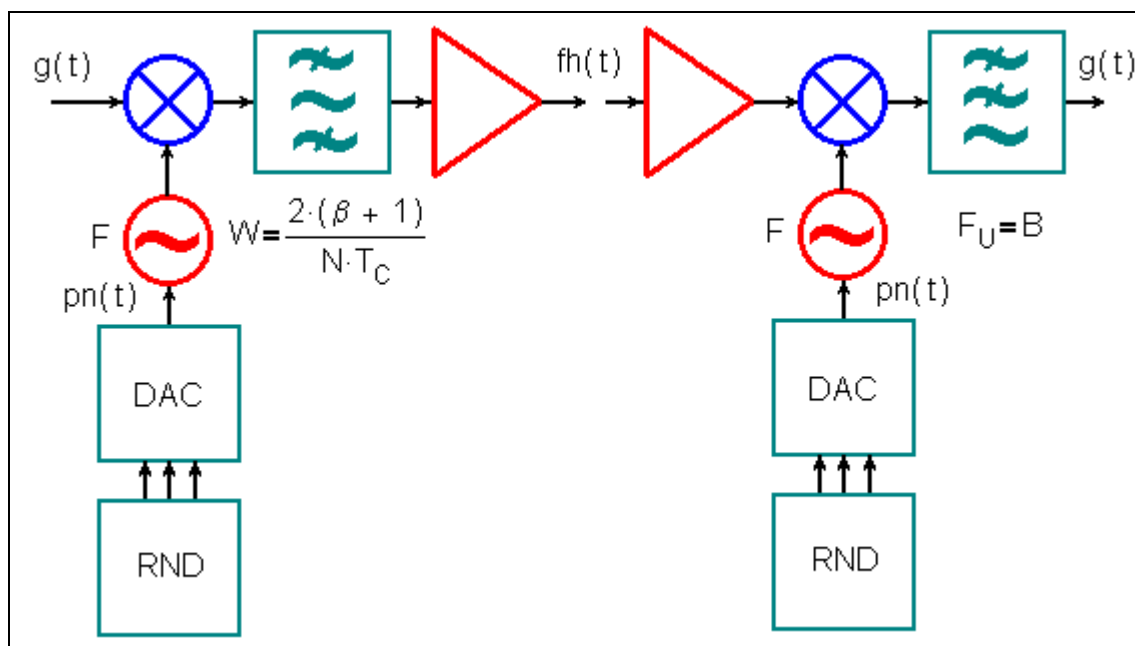 g(t)
fh(t)
g(t)
F
W=2·(β + 1)/N·T_C
F
F_U=B
pn(t)
pn(t)
DAC
DAC
RND
RND